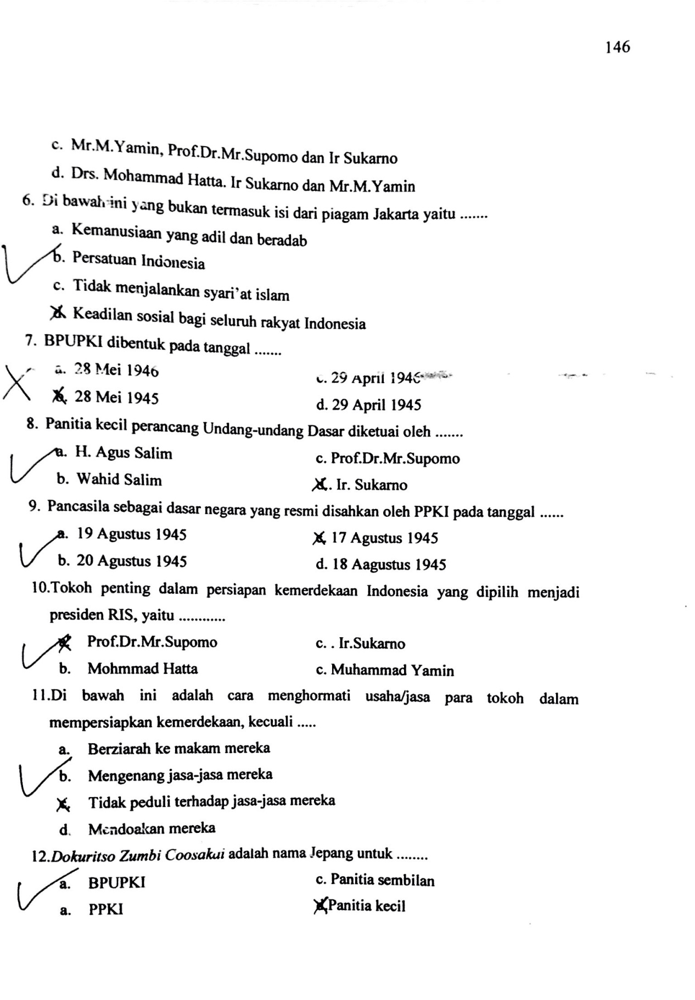 146
c. Mr.M.Yamin, Prof.Dr.Mr.Supomo dan Ir Sukarno
d. Drs. Mohammad Hatta. Ir Sukarno dan Mr.M.Yamin
6. Di bawah ini yang bukan termasuk isi dari piagam Jakarta yaitu .......
a. Kemanusiaan yang adil dan beradab
b. Persatuan Indonesia
c. Tidak menjalankan syari'at islam
d. Keadilan sosial bagi seluruh rakyat Indonesia
7. BPUPKI dibentuk pada tanggal .......
a. 28 Mei 1946 c. 29 April 1946
b. 28 Mei 1945 d. 29 April 1945
8. Panitia kecil perancang Undang-undang Dasar diketuai oleh .......
a. H. Agus Salim c. Prof.Dr.Mr.Supomo
b. Wahid Salim d. Ir. Sukarno
9. Pancasila sebagai dasar negara yang resmi disahkan oleh PPKI pada tanggal ......
a. 19 Agustus 1945 c. 17 Agustus 1945
b. 20 Agustus 1945 d. 18 Aagustus 1945
10.Tokoh penting dalam persiapan kemerdekaan Indonesia yang dipilih menjadi
presiden RIS, yaitu ............
a. Prof.Dr.Mr.Supomo c. . Ir.Sukarno
b. Mohmmad Hatta c. Muhammad Yamin
11.Di bawah ini adalah cara menghormati usaha/jasa para tokoh dalam
mempersiapkan kemerdekaan, kecuali .....
a. Berziarah ke makam mereka
b. Mengenang jasa-jasa mereka
c. Tidak peduli terhadap jasa-jasa mereka
d. Mendoakan mereka
12.Dokuritso Zumbi Coosakai adalah nama Jepang untuk ........
a. BPUPKI c. Panitia sembilan
a. PPKI d. Panitia kecil